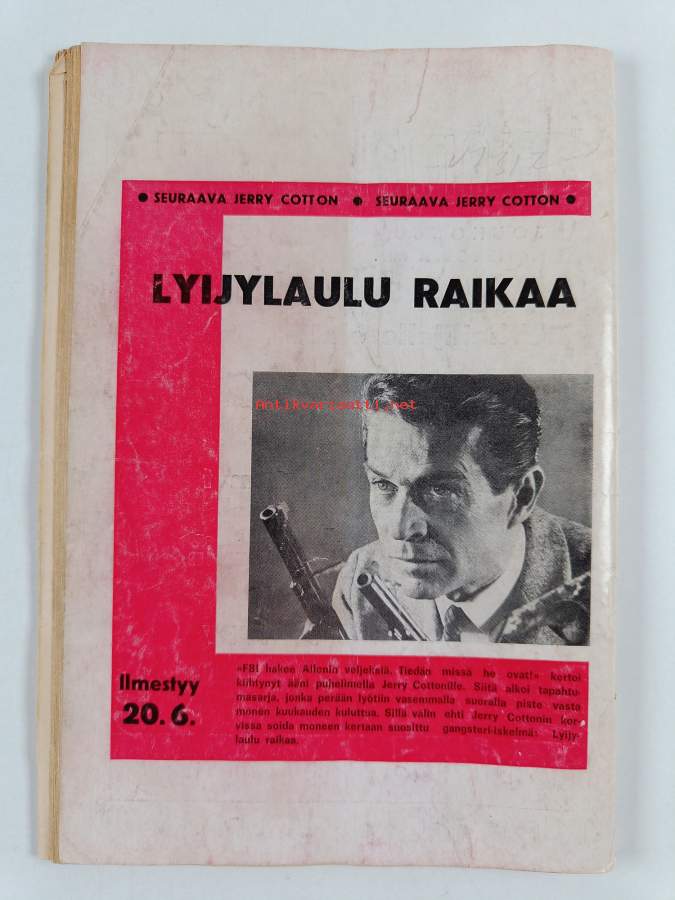 • SEURAAVA JERRY COTTON • SEURAAVA JERRY COTTON •
LYIJYLAULU RAIKAA
Antikvariaatti.net
Ilmestyy
20.6.
«FBI hakee Allonin veljeksiä. Tiedän missä he ovat!» kertoi
kiihtynyt ääni puhelimella Jerry Cottonille. Siitä alkoi tapahtu-
masarja, jonka perään lyötiin vasemmalla suoralla piste vasta
monen kuukauden kuluttua. Sillä välin ehti Jerry Cottonin kor-
vissa soida moneen kertaan suosittu gangsteri-iskelmä: Lyijy-
laulu raikaa.